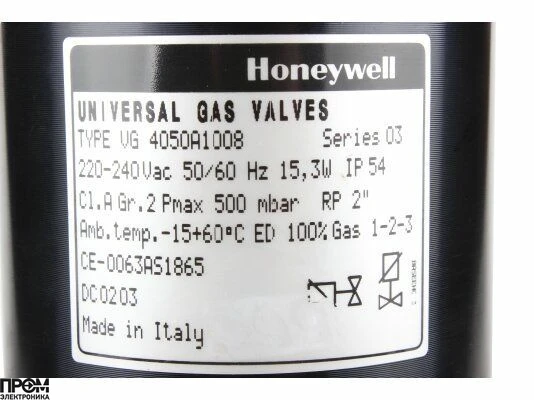 Honeywell
UNIVERSAL GAS VALVES
TYPE VG 4050A1008 Series 03
220-240Vac 50/60 Hz 15,3W IP 54
Cl.A Gr.2 Pmax 500 mbar RP 2"
Amb.temp.-15+60°C ED 100% Gas 1-2-3
CE-0063AS1865
DC0203
Made in Italy
ПРОМ
ЭЛЕКТРОНИКА